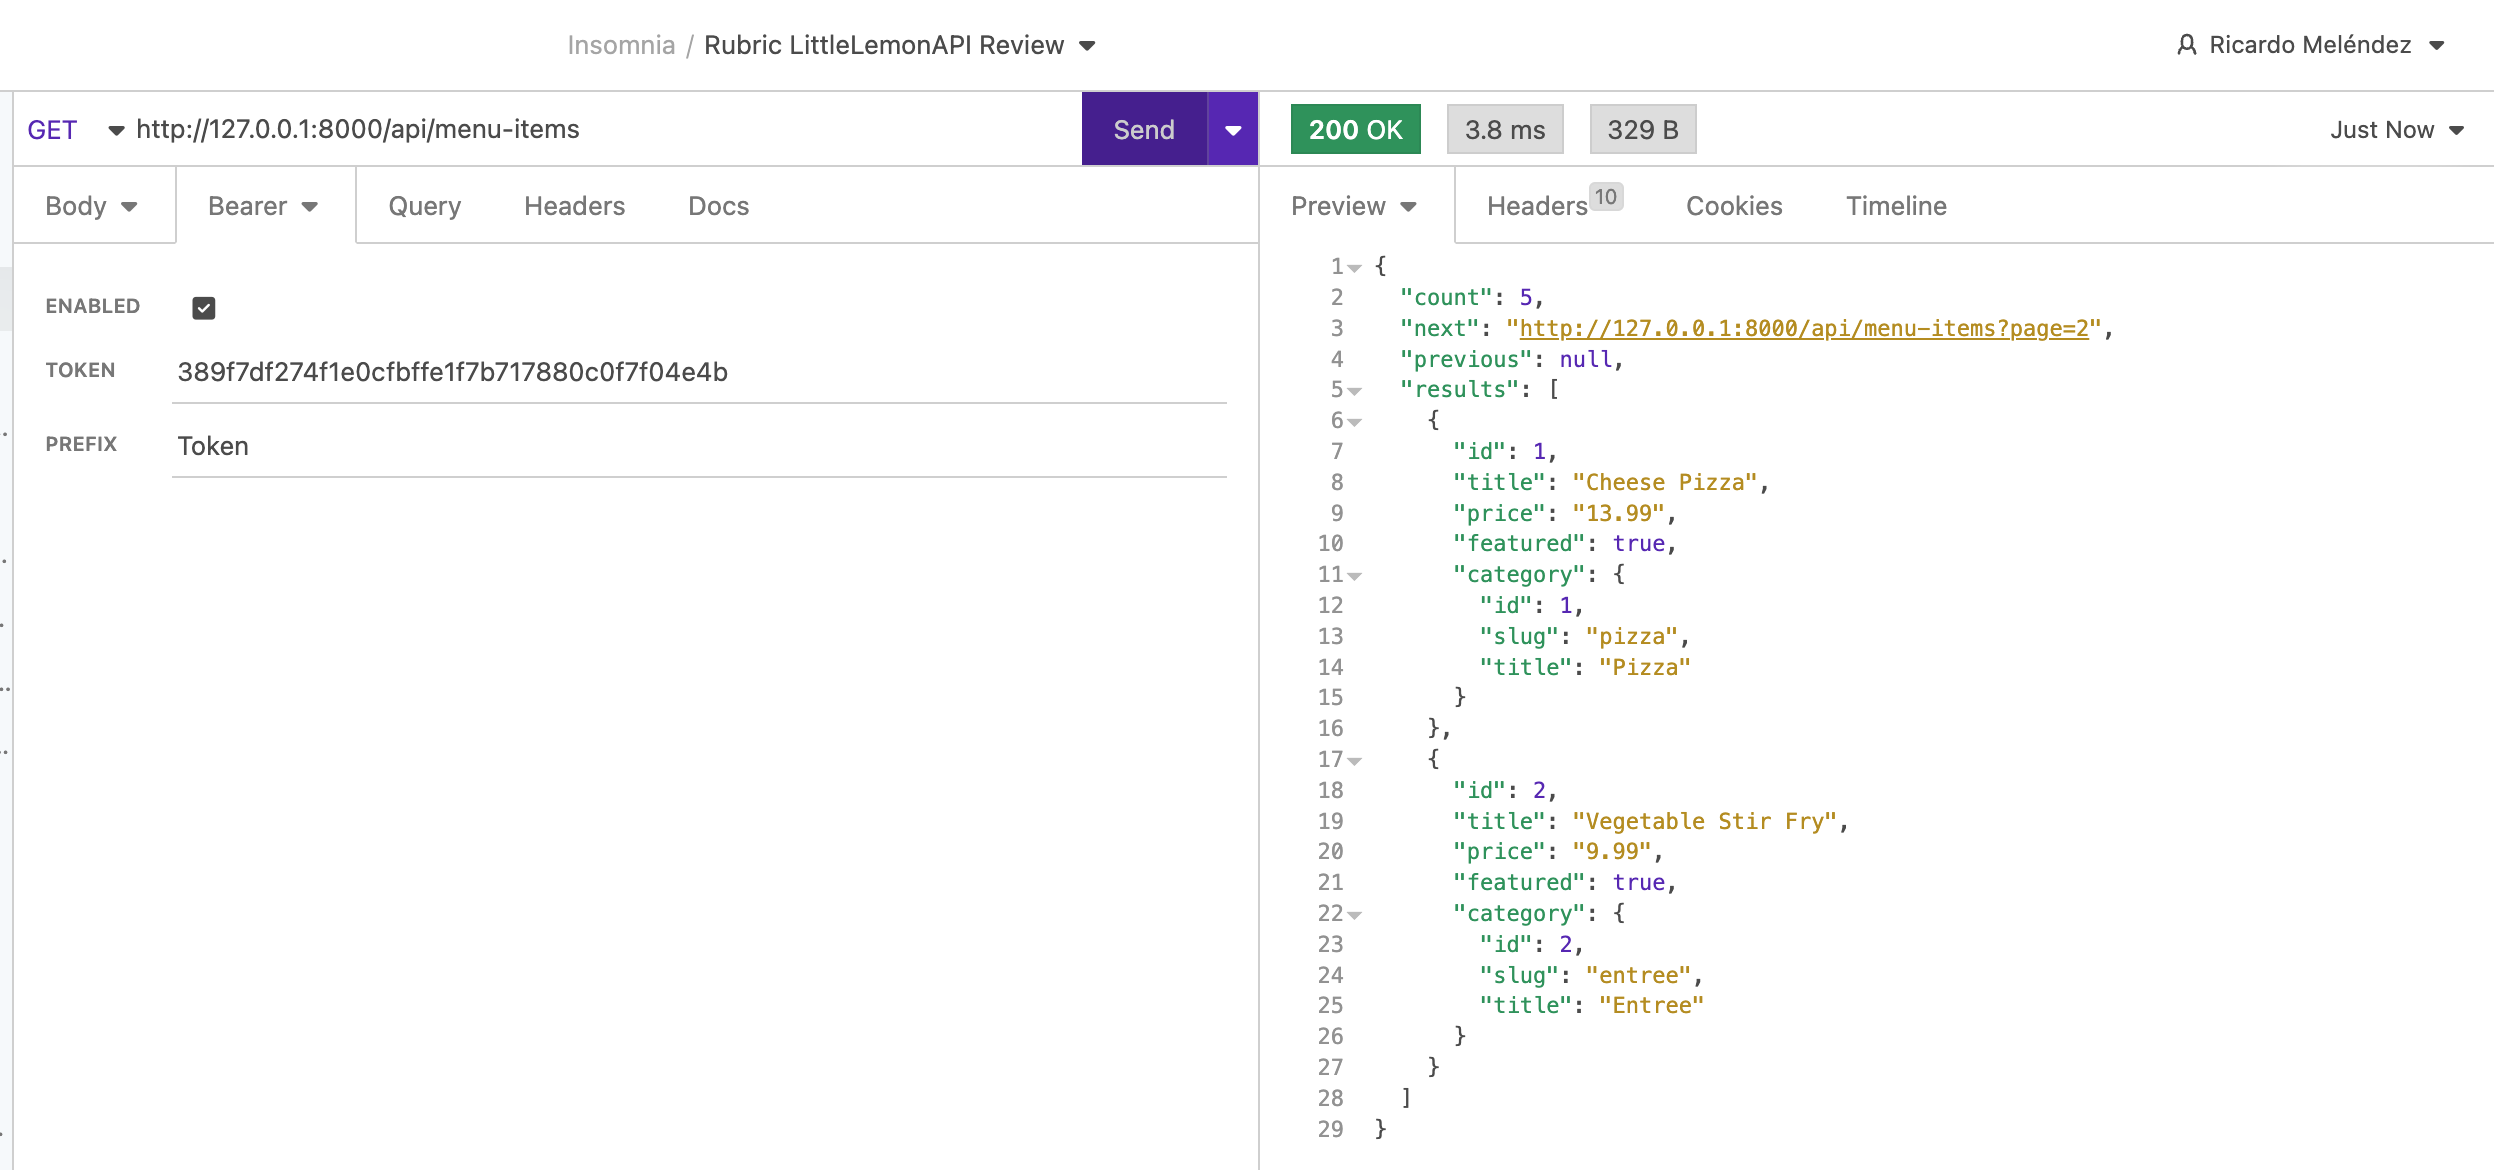 Insomnia / Rubric LittleLemonAPI Review
Ricardo Meléndez
GET http://127.0.0.1:8000/api/menu-items
Send
200 OK
3.8 ms
329 B
Just Now
Body
Bearer
Query
Headers
Docs
ENABLED
TOKEN 389f7df274f1e0cfbffe1f7b717880c0f7f04e4b
PREFIX Token
Preview
Headers 10
Cookies
Timeline
1 {
2 "count": 5,
3 "next": "http://127.0.0.1:8000/api/menu-items?page=2",
4 "previous": null,
5 "results": [
6 {
7 "id": 1,
8 "title": "Cheese Pizza",
9 "price": "13.99",
10 "featured": true,
11 "category": {
12 "id": 1,
13 "slug": "pizza",
14 "title": "Pizza"
15 }
16 },
17 {
18 "id": 2,
19 "title": "Vegetable Stir Fry",
20 "price": "9.99",
21 "featured": true,
22 "category": {
23 "id": 2,
24 "slug": "entree",
25 "title": "Entree"
26 }
27 }
28 ]
29 }